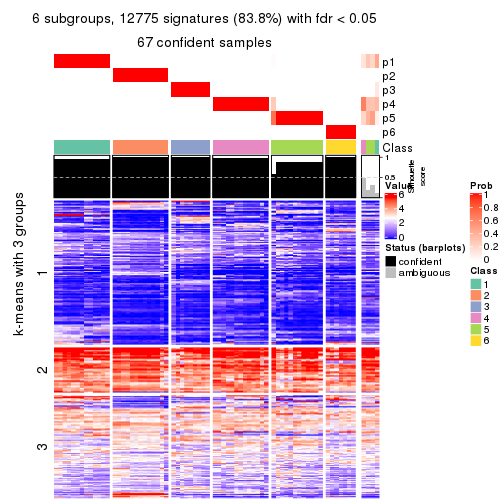 6 subgroups, 12775 signatures (83.8%) with fdr < 0.05
67 confident samples
p1
p2
p3
p4
p5
p6
Class
1
0.5
0
Silhouette
score
k-means with 3 groups
1
2
3
Value
6
4
2
0
Status (barplots)
confident
ambiguous
Prob
1
0.8
0.6
0.4
0.2
0
Class
1
2
3
4
5
6